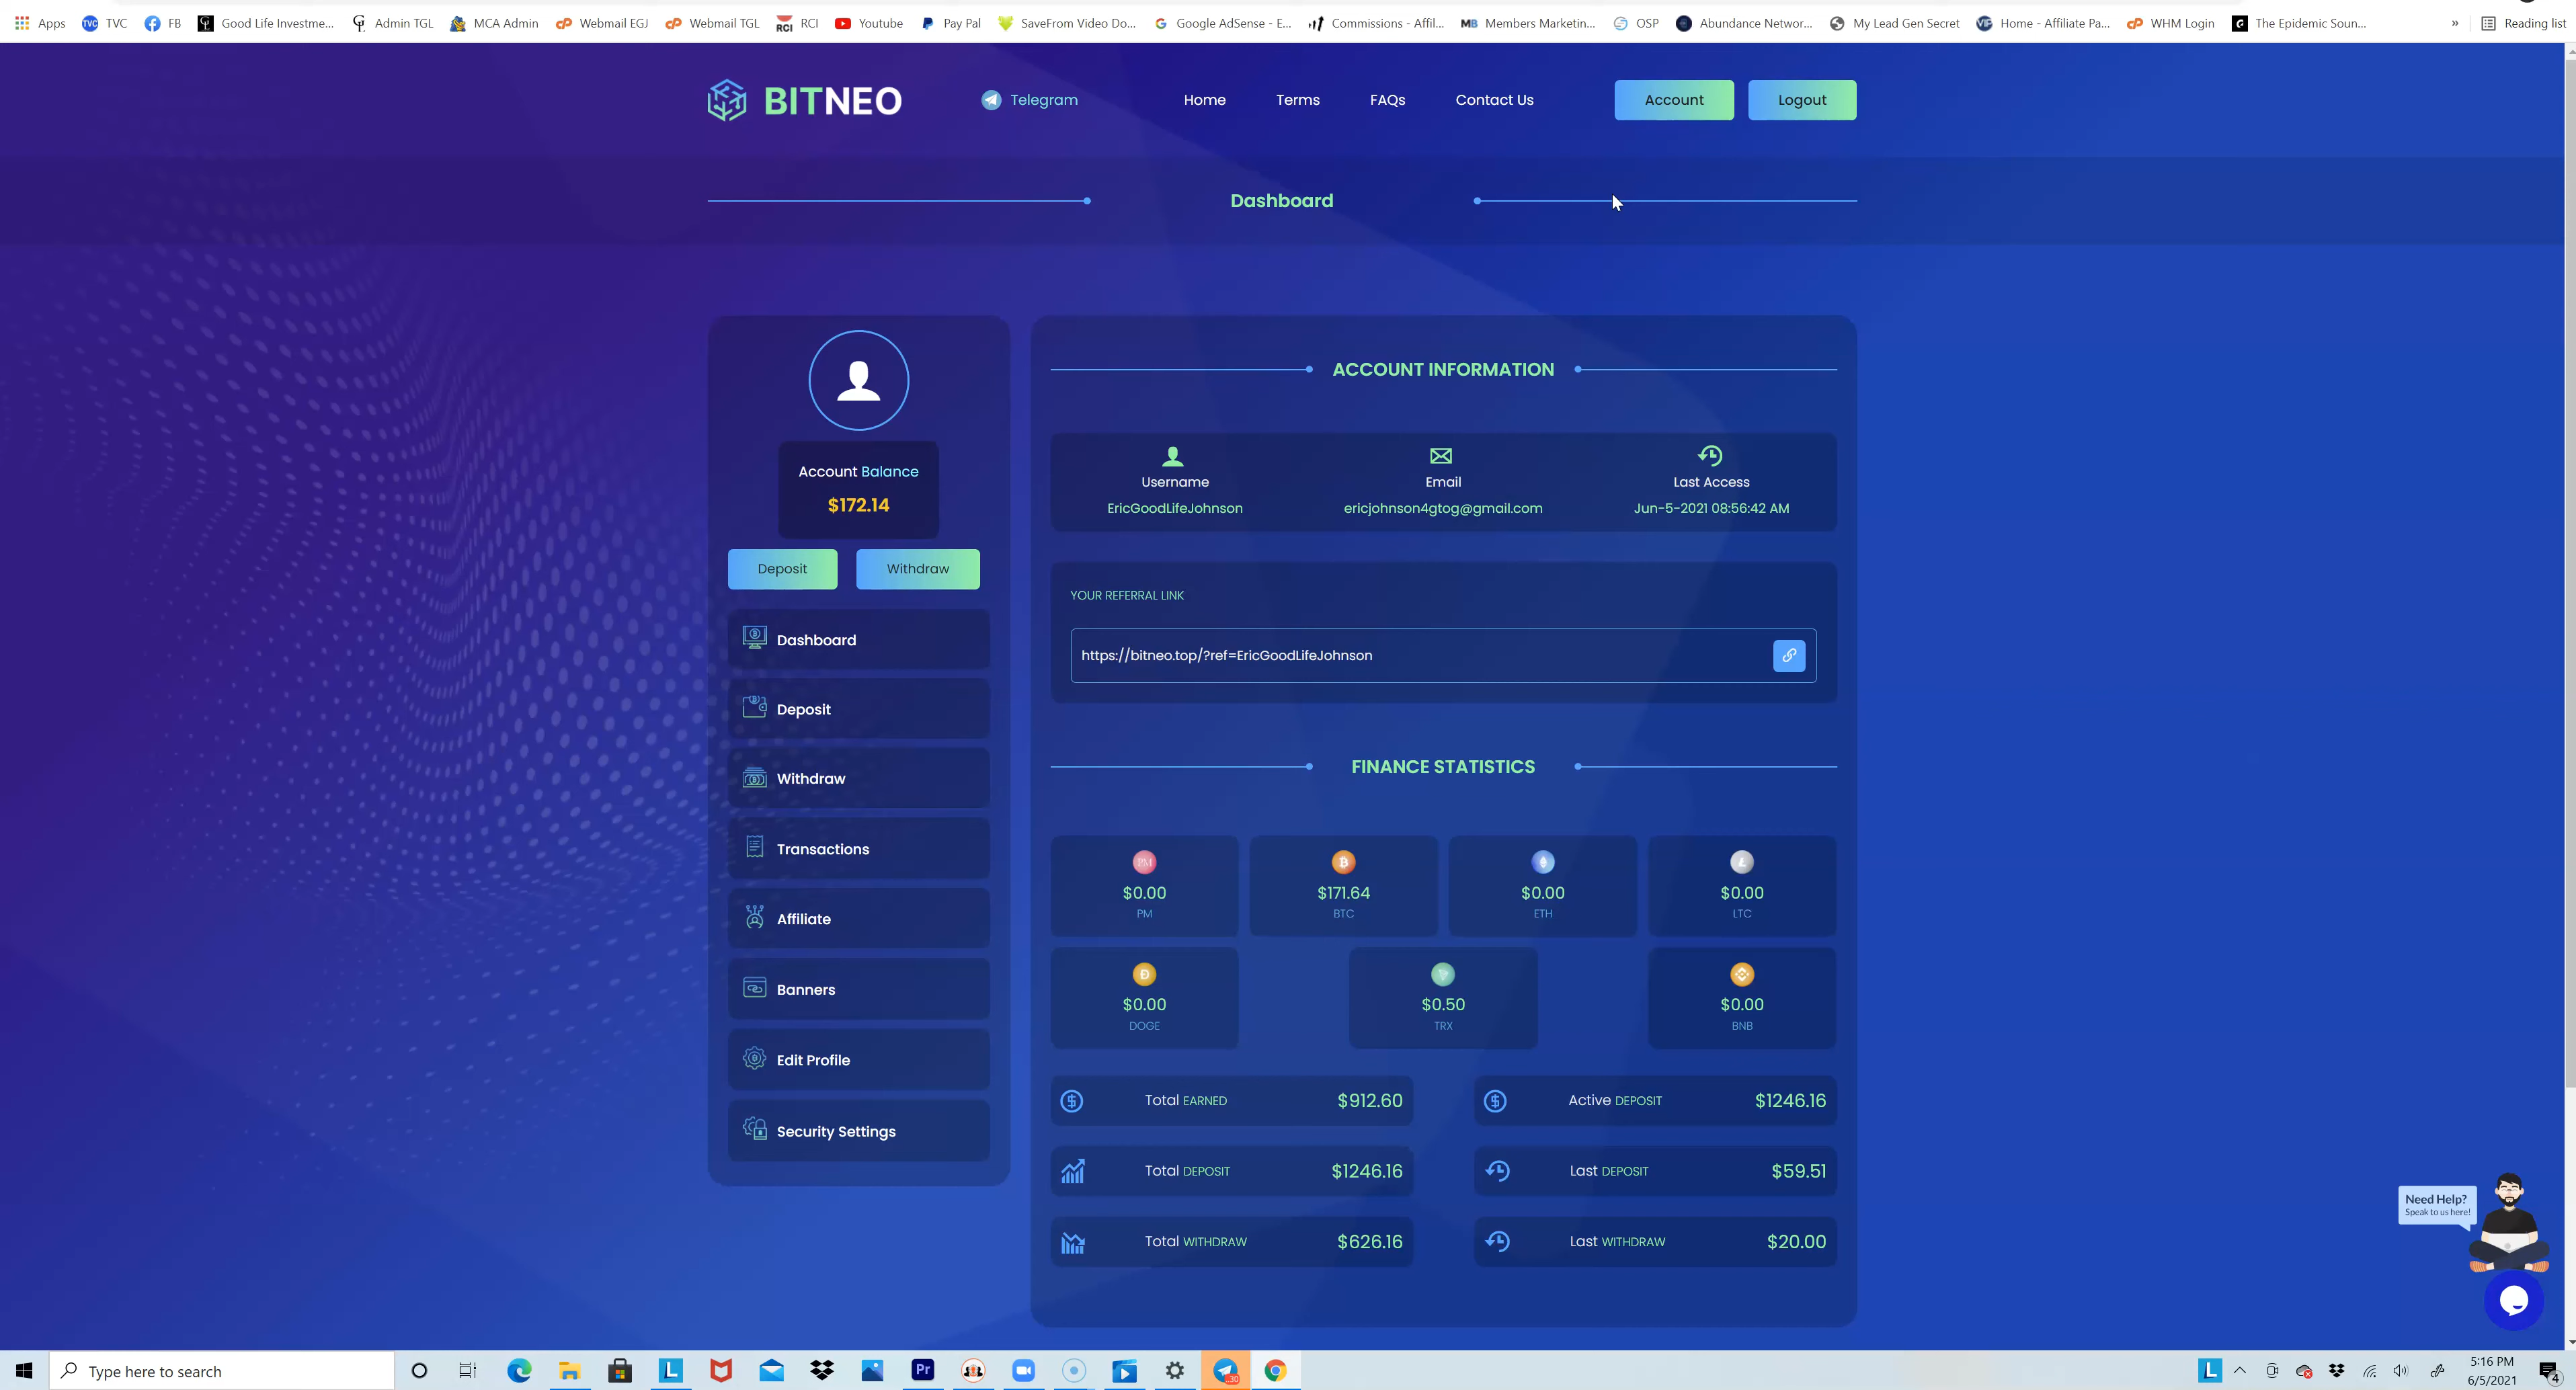 Apps TVC FB Good Life Investme... Admin TGL MCA Admin Webmail EGJ Webmail TGL RCI Youtube Pay Pal SaveFrom Video Do... Google AdSense - E... Commissions - Affil... MB Members Marketin... OSP Abundance Networ... My Lead Gen Secret Home - Affiliate Pa... WHM Login The Epidemic Soun... » Reading list
BITNEO Telegram Home Terms FAQs Contact Us Account Logout
Dashboard
Account Balance
$172.14
Deposit Withdraw
Dashboard
Deposit
Withdraw
Transactions
Affiliate
Banners
Edit Profile
Security Settings
ACCOUNT INFORMATION
Username Email Last Access
EricGoodLifeJohnson ericjohnson4gtog@gmail.com Jun-5-2021 08:56:42 AM
YOUR REFERRAL LINK
https://bitneo.top/?ref=EricGoodLifeJohnson
FINANCE STATISTICS
$0.00 $171.64 $0.00 $0.00
PM BTC ETH LTC
$0.00 $0.50 $0.00
DOGE TRX BNB
Total EARNED $912.60 Active DEPOSIT $1246.16
Total DEPOSIT $1246.16 Last DEPOSIT $59.51
Total WITHDRAW $626.16 Last WITHDRAW $20.00
Need Help?
Speak to us here!
Type here to search
5:16 PM
6/5/2021